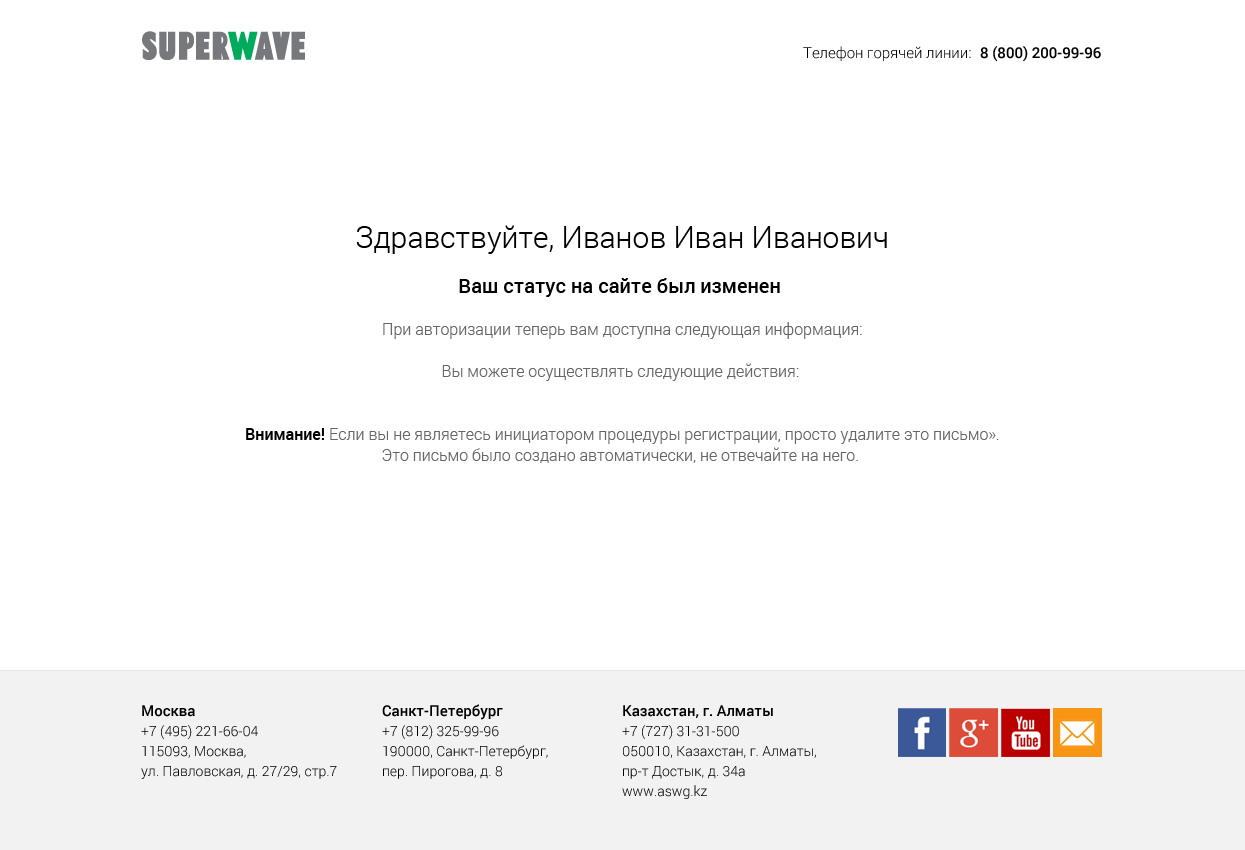 SUPERWAVE
Телефон горячей линии: 8 (800) 200-99-96
Здравствуйте, Иванов Иван Иванович
Ваш статус на сайте был изменен
При авторизации теперь вам доступна следующая информация:
Вы можете осуществлять следующие действия:
Внимание! Если вы не являетесь инициатором процедуры регистрации, просто удалите это письмо».
Это письмо было создано автоматически, не отвечайте на него.
Москва
+7 (495) 221-66-04
115093, Москва,
ул. Павловская, д. 27/29, стр.7
Санкт-Петербург
+7 (812) 325-99-96
190000, Санкт-Петербург,
пер. Пирогова, д. 8
Казахстан, г. Алматы
+7 (727) 31-31-500
050010, Казахстан, г. Алматы,
пр-т Достык, д. 34а
www.aswg.kz
f
g+
You
Tube